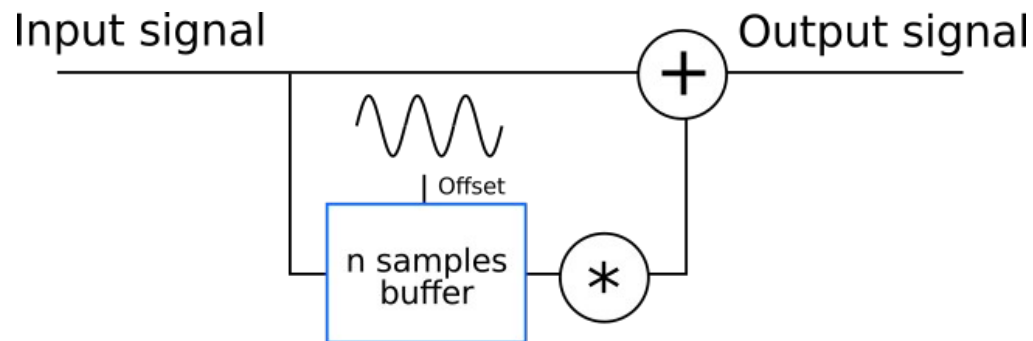 Input signal
Output signal
+
Offset
n samples
buffer
*